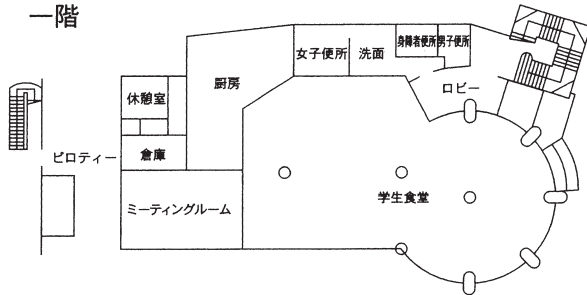 一階
女子便所
洗面
身障者便所
男子便所
厨房
ロビー
休憩室
ピロティー
倉庫
ミーティングルーム
学生食堂